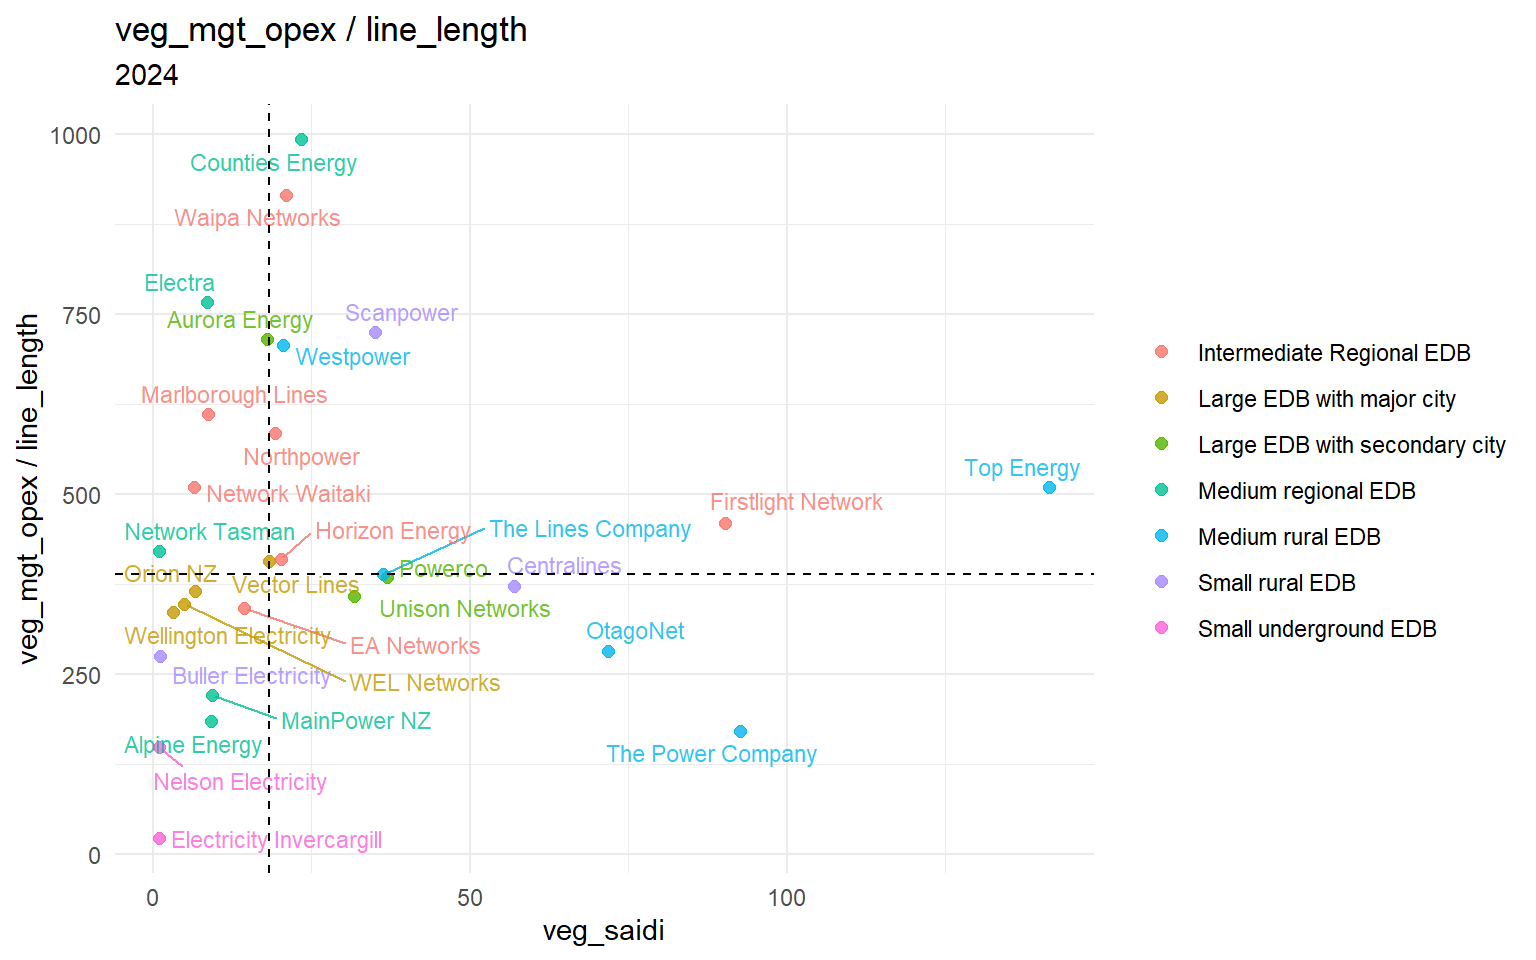 veg_mgt_opex / line_length
2024
veg_mgt_opex / line_length
1000
750
500
250
0
Counties Energy
Waipa Networks
Electra
Aurora Energy
Scanpower
Westpower
Marlborough Lines
Northpower
Top Energy
Network Waitaki
Firstlight Network
Network Tasman
Horizon Energy
The Lines Company
Orion NZ
Vector Lines
Powerco
Centralines
Unison Networks
Wellington Electricity
EA Networks
OtagoNet
Buller Electricity
WEL Networks
MainPower NZ
Alpine Energy
The Power Company
Nelson Electricity
Electricity Invercargill
0
50
100
veg_saidi
Intermediate Regional EDB
Large EDB with major city
Large EDB with secondary city
Medium regional EDB
Medium rural EDB
Small rural EDB
Small underground EDB